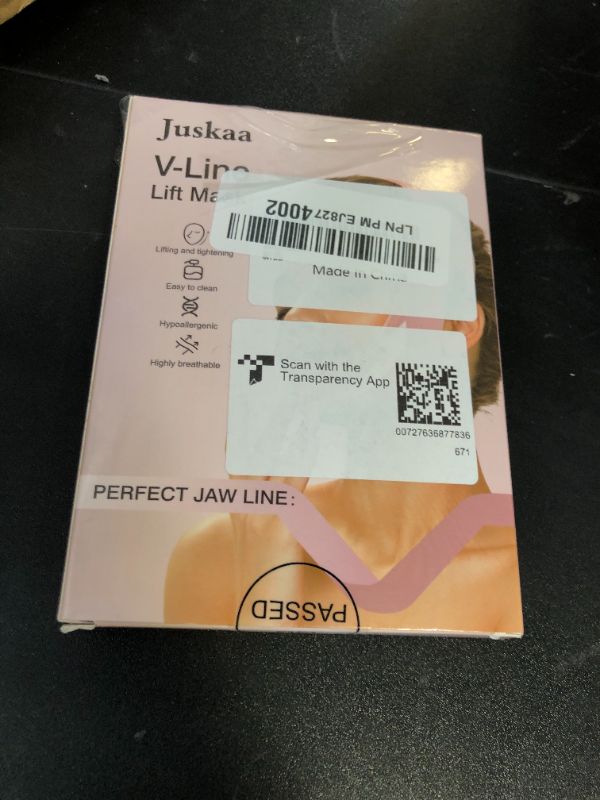 Juskaa
V-Line
Lift Mask
LPN PM EJ8274002
Lifting and tightening
Made in China
Easy to clean
Hypoallergenic
Highly breathable
Scan with the
Transparency App
00727636877836
671
PERFECT JAW LINE:
PASSED